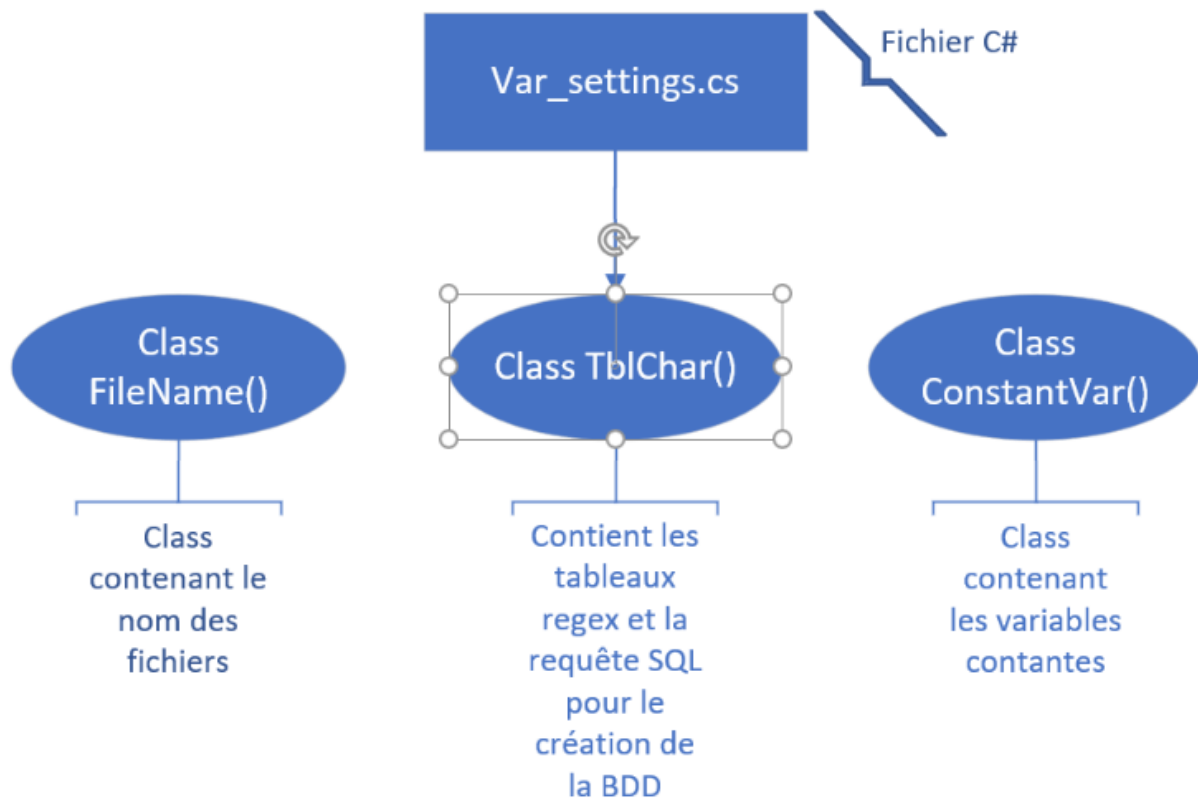 Var_settings.cs
Fichier C#
Class
FileName()
Class TblChar()
Class
ConstantVar()
Class
contenant le
nom des
fichiers
Contient les
tableaux
regex et la
requête SQL
pour le
création de
la BDD
Class
contenant
les variables
contantes